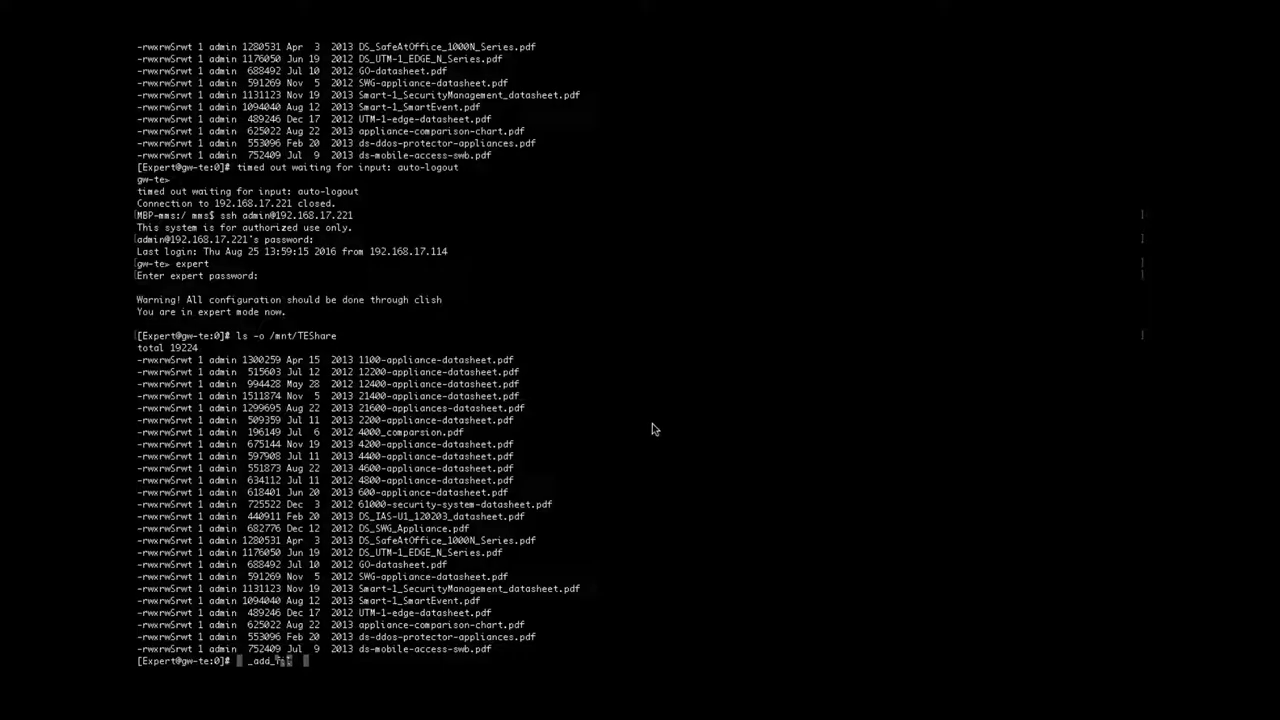 -rwxrwSrwt 1 admin 1280531 Apr  3  2013 DS_SafeAtOffice_1000N_Series.pdf
-rwxrwSrwt 1 admin 1176050 Jun 19  2012 DS_UTM-1_EDGE_N_Series.pdf
-rwxrwSrwt 1 admin  688492 Jul 10  2012 GO-datasheet.pdf
-rwxrwSrwt 1 admin  591269 Nov  5  2012 SWG-appliance-datasheet.pdf
-rwxrwSrwt 1 admin 1131123 Nov 19  2013 Smart-1_SecurityManagement_datasheet.pdf
-rwxrwSrwt 1 admin 1094040 Aug 12  2013 Smart-1_SmartEvent.pdf
-rwxrwSrwt 1 admin  489246 Dec 17  2012 UTM-1-edge-datasheet.pdf
-rwxrwSrwt 1 admin  625022 Aug 22  2013 appliance-comparison-chart.pdf
-rwxrwSrwt 1 admin  553096 Feb 20  2013 ds-ddos-protector-appliances.pdf
-rwxrwSrwt 1 admin  752409 Jul  9  2013 ds-mobile-access-swb.pdf
[Expert@gw-te:0]# timed out waiting for input: auto-logout
gw-te>
timed out waiting for input: auto-logout
Connection to 192.168.17.221 closed.
MBP-mms:/ mms$ ssh admin@192.168.17.221
This system is for authorized use only.
admin@192.168.17.221's password:
Last login: Thu Aug 25 13:59:15 2016 from 192.168.17.114
gw-te> expert
Enter expert password:
Warning! All configuration should be done through clish
You are in expert mode now.
[Expert@gw-te:0]# ls -o /mnt/TEShare
total 19224
-rwxrwSrwt 1 admin 1300259 Apr 15  2013 1100-appliance-datasheet.pdf
-rwxrwSrwt 1 admin  515603 Jul 12  2012 12200-appliance-datasheet.pdf
-rwxrwSrwt 1 admin  994428 May 28  2012 12400-appliance-datasheet.pdf
-rwxrwSrwt 1 admin 1511874 Nov  5  2013 21400-appliance-datasheet.pdf
-rwxrwSrwt 1 admin 1299695 Aug 22  2013 21600-appliances-datasheet.pdf
-rwxrwSrwt 1 admin  509359 Jul 11  2013 2200-appliance-datasheet.pdf
-rwxrwSrwt 1 admin  196149 Jul  6  2012 4000_comparsion.pdf
-rwxrwSrwt 1 admin  675144 Nov 19  2013 4200-appliance-datasheet.pdf
-rwxrwSrwt 1 admin  597908 Jul 11  2013 4400-appliance-datasheet.pdf
-rwxrwSrwt 1 admin  551873 Aug 22  2013 4600-appliance-datasheet.pdf
-rwxrwSrwt 1 admin  634112 Jul 11  2012 4800-appliance-datasheet.pdf
-rwxrwSrwt 1 admin  618401 Jun 20  2013 600-appliance-datasheet.pdf
-rwxrwSrwt 1 admin  725522 Dec  3  2012 61000-security-system-datasheet.pdf
-rwxrwSrwt 1 admin  440911 Feb 20  2013 DS_IAS-U1_120203_datasheet.pdf
-rwxrwSrwt 1 admin  682776 Dec 12  2012 DS_SWG_Appliance.pdf
-rwxrwSrwt 1 admin 1280531 Apr  3  2013 DS_SafeAtOffice_1000N_Series.pdf
-rwxrwSrwt 1 admin 1176050 Jun 19  2012 DS_UTM-1_EDGE_N_Series.pdf
-rwxrwSrwt 1 admin  688492 Jul 10  2012 GO-datasheet.pdf
-rwxrwSrwt 1 admin  591269 Nov  5  2012 SWG-appliance-datasheet.pdf
-rwxrwSrwt 1 admin 1131123 Nov 19  2013 Smart-1_SecurityManagement_datasheet.pdf
-rwxrwSrwt 1 admin 1094040 Aug 12  2013 Smart-1_SmartEvent.pdf
-rwxrwSrwt 1 admin  489246 Dec 17  2012 UTM-1-edge-datasheet.pdf
-rwxrwSrwt 1 admin  625022 Aug 22  2013 appliance-comparison-chart.pdf
-rwxrwSrwt 1 admin  553096 Feb 20  2013 ds-ddos-protector-appliances.pdf
-rwxrwSrwt 1 admin  752409 Jul  9  2013 ds-mobile-access-swb.pdf
[Expert@gw-te:0]#